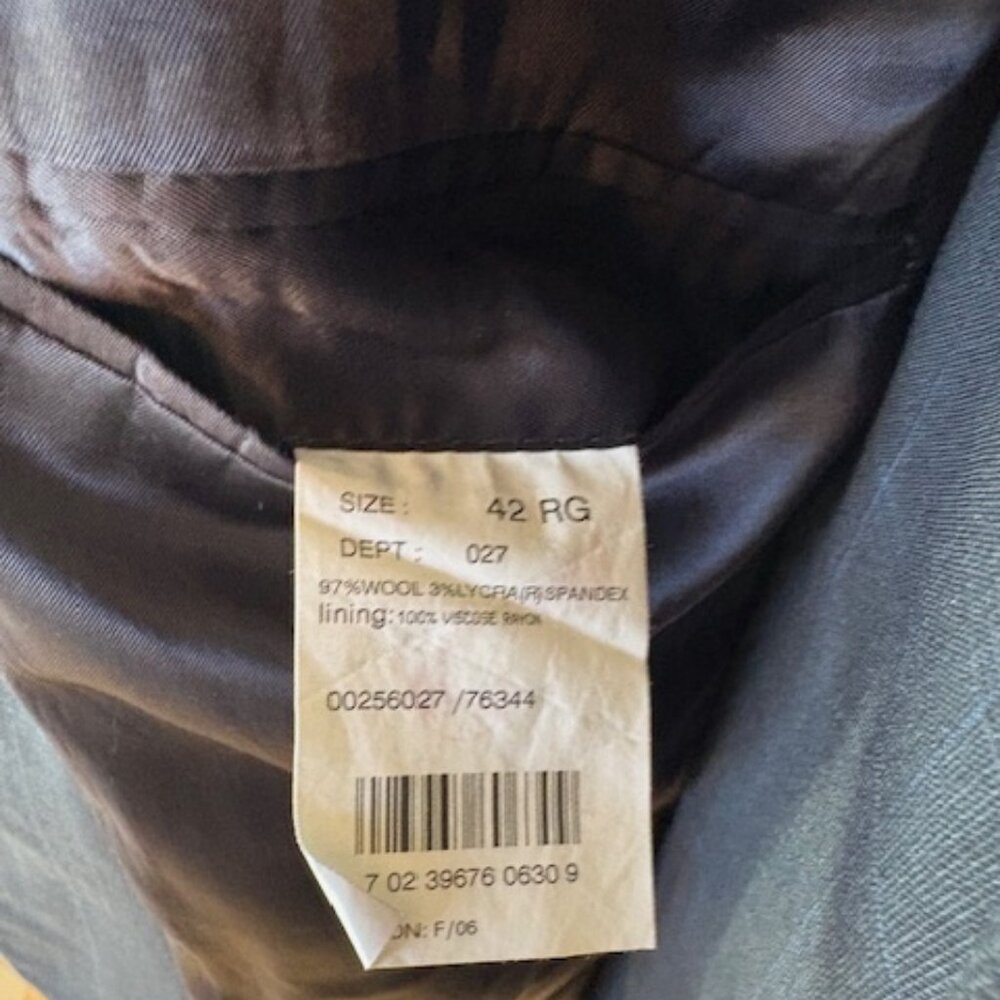 SIZE : 42 RG
DEPT : 027
97%WOOL 3%LYCRA(R) SPANDEX
lining: 100% VISCOSE RAYON
00256027 /76344
7 02 39676 0630 9
ON: F/06